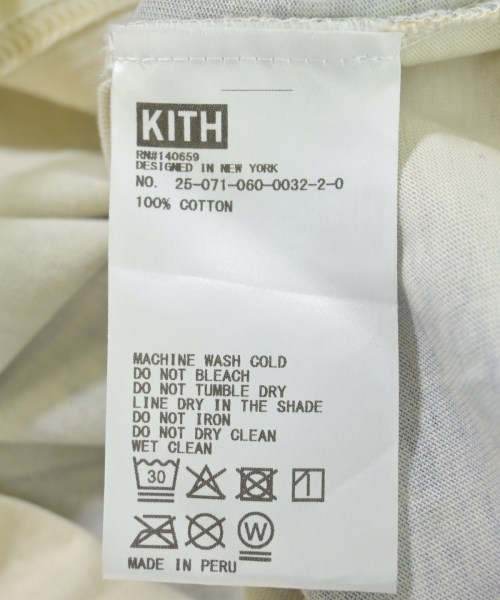 KITH
RN#140659
DESIGNED IN NEW YORK
NO. 25-071-060-0032-2-0
100% COTTON
MACHINE WASH COLD
DO NOT BLEACH
DO NOT TUMBLE DRY
LINE DRY IN THE SHADE
DO NOT IRON
DO NOT DRY CLEAN
WET CLEAN
30
W
MADE IN PERU